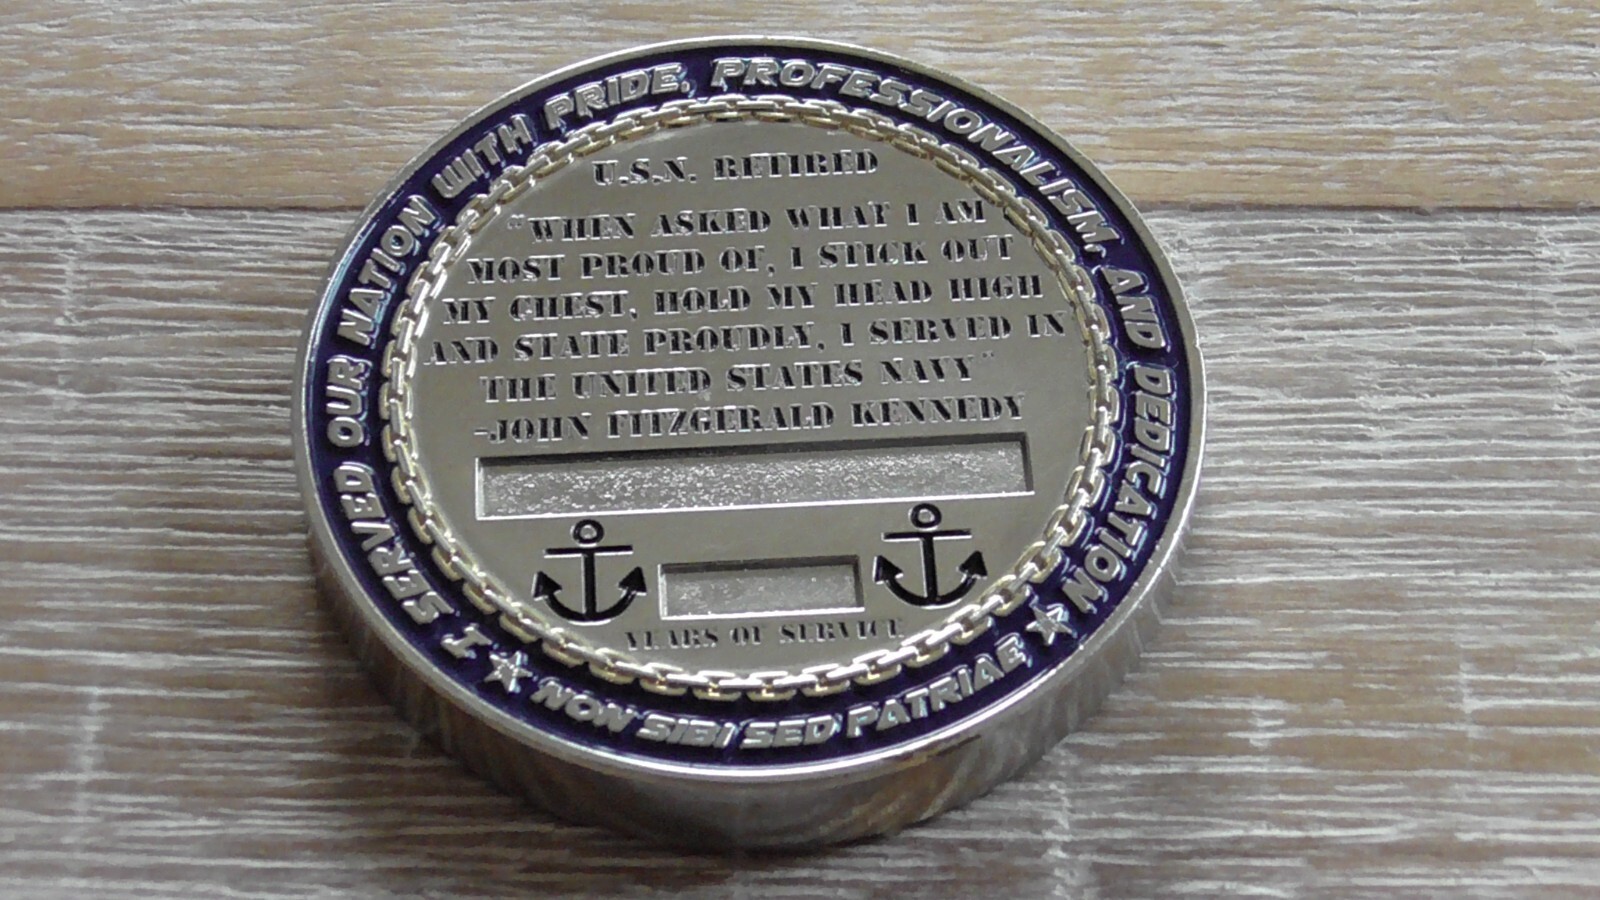 I SERVED OUR NATION WITH PRIDE, PROFESSIONALISM, AND DEDICATION
U.S.N. RETIRED
"WHEN ASKED WHAT I AM
MOST PROUD OF, I STICK OUT
MY CHEST, HOLD MY HEAD HIGH
AND STATE PROUDLY, I SERVED IN
THE UNITED STATES NAVY"
-JOHN FITZGERALD KENNEDY
YEARS OF SERVICE
NON SIBI SED PATRIAE